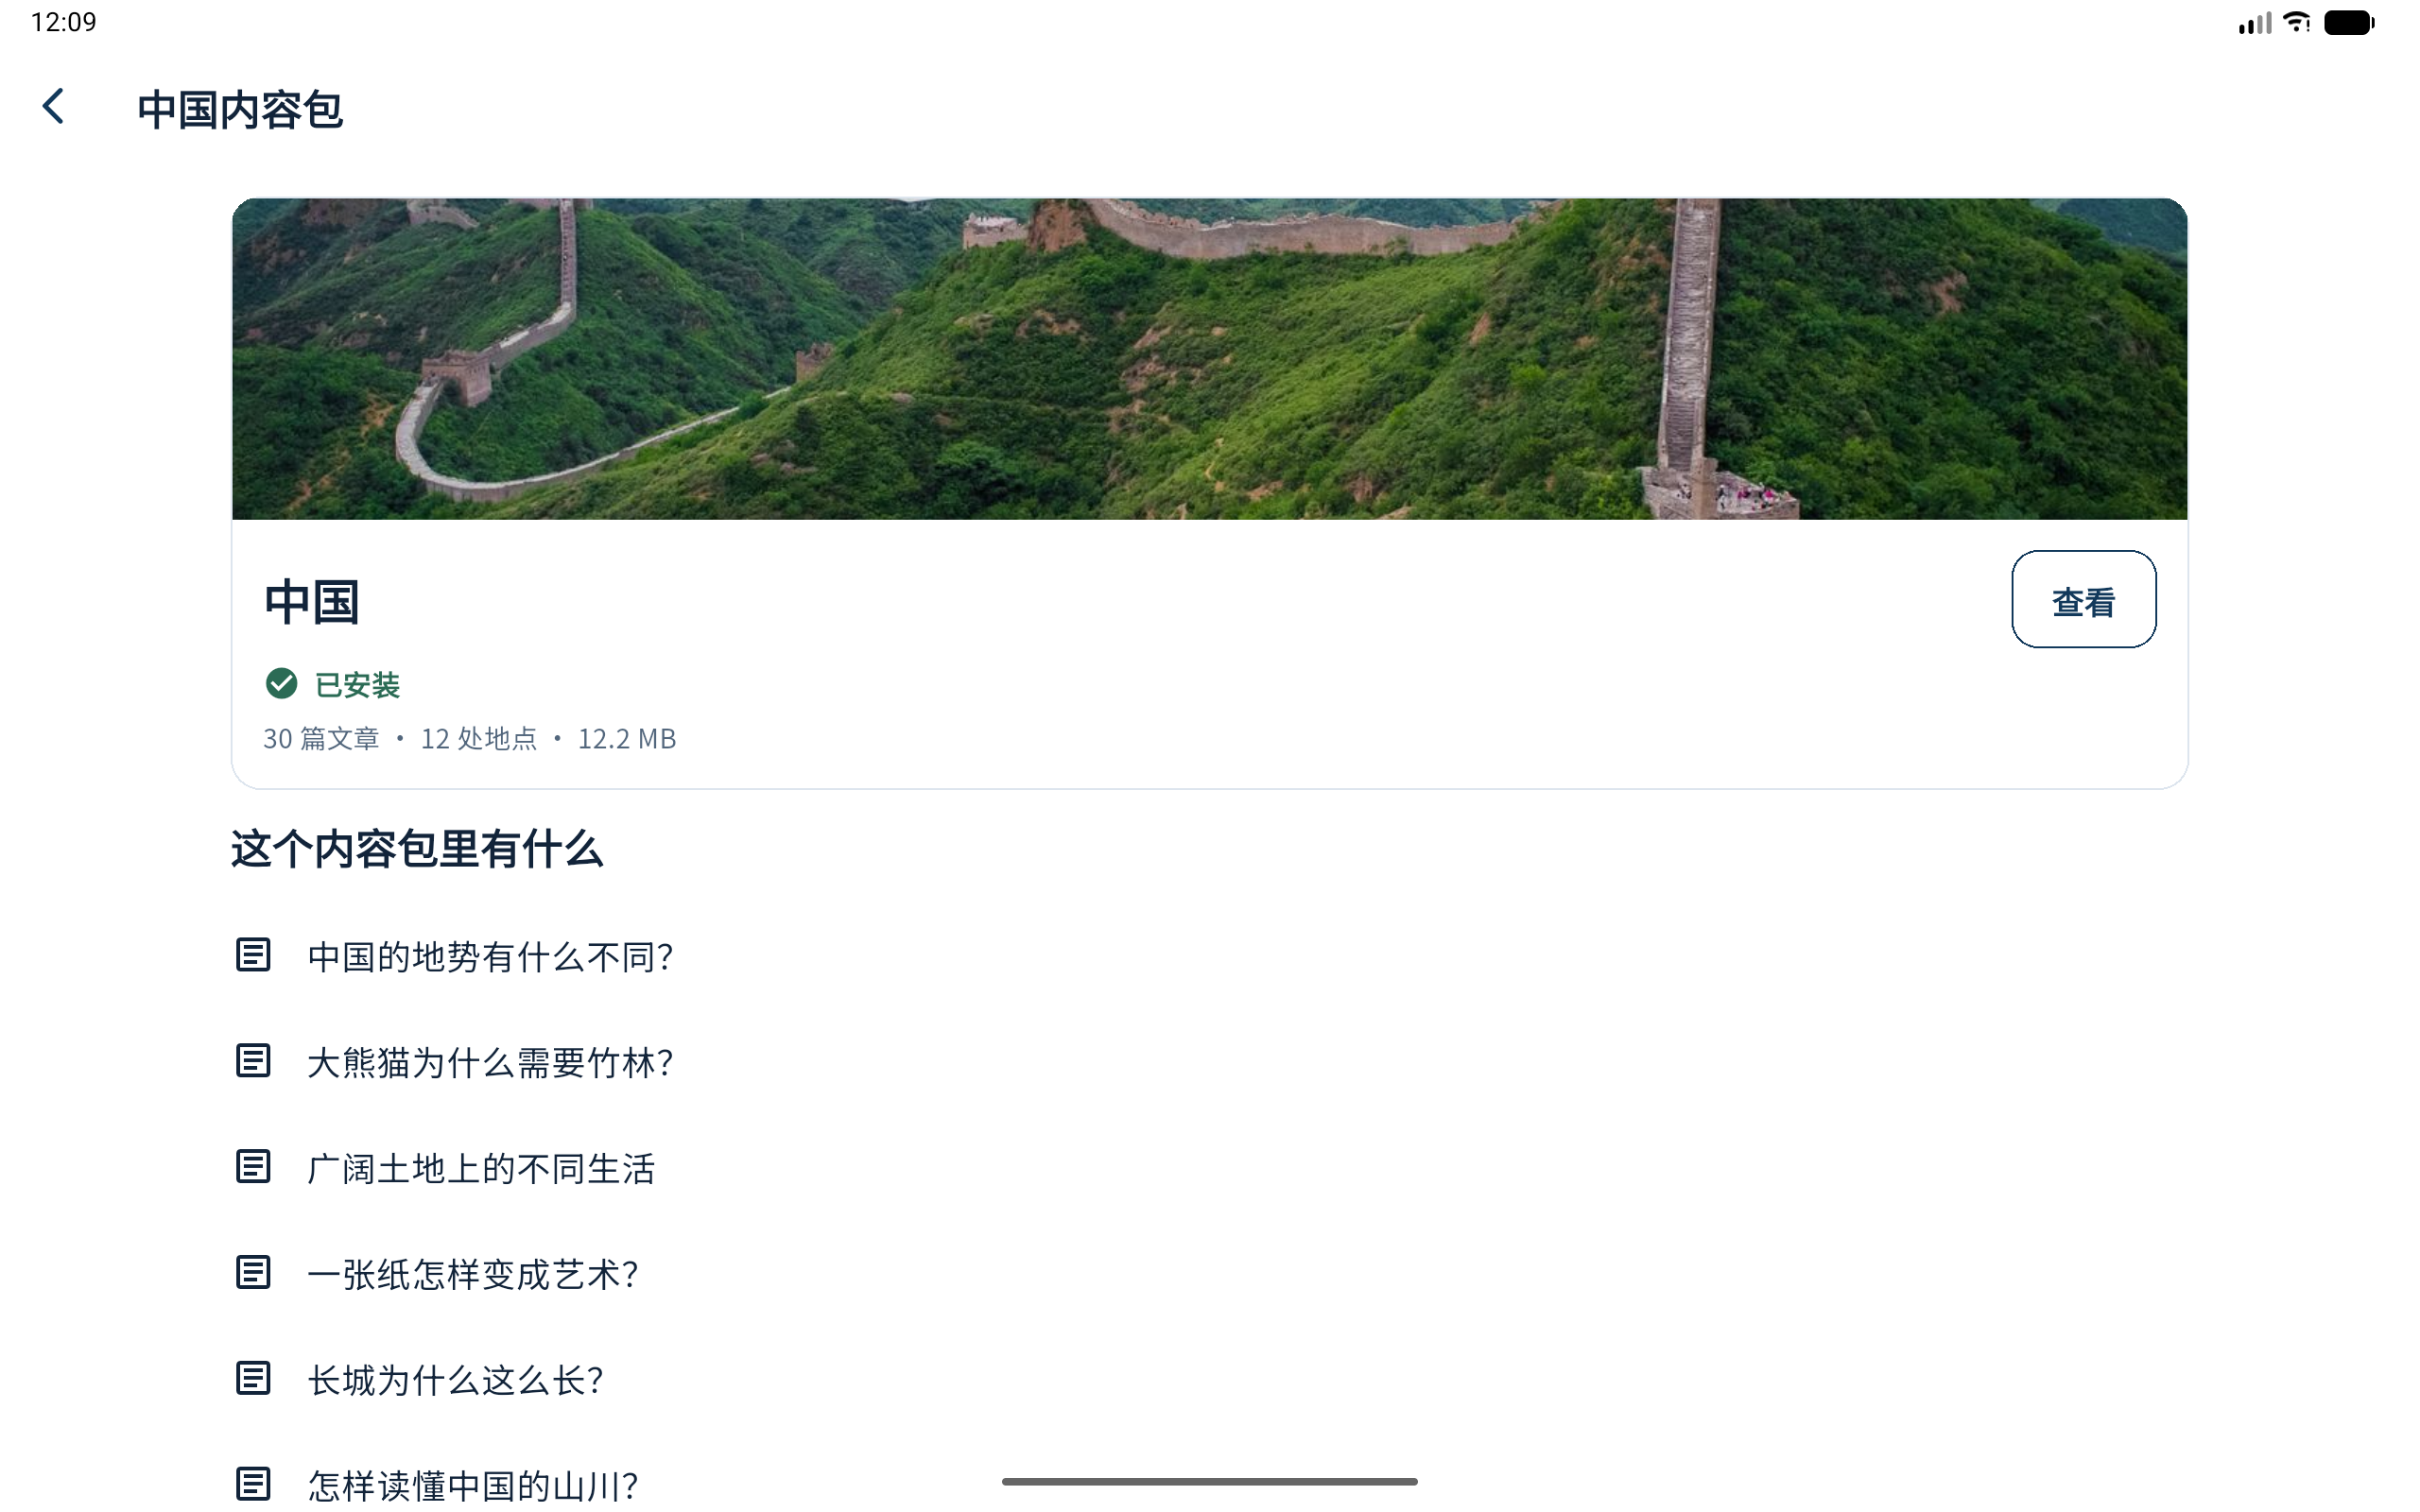 12:09
中国内容包
中国
查看
已安装
30 篇文章 • 12 处地点 • 12.2 MB
这个内容包里有什么
中国的地势有什么不同？
大熊猫为什么需要竹林？
广阔土地上的不同生活
一张纸怎样变成艺术？
长城为什么这么长？
怎样读懂中国的山川？